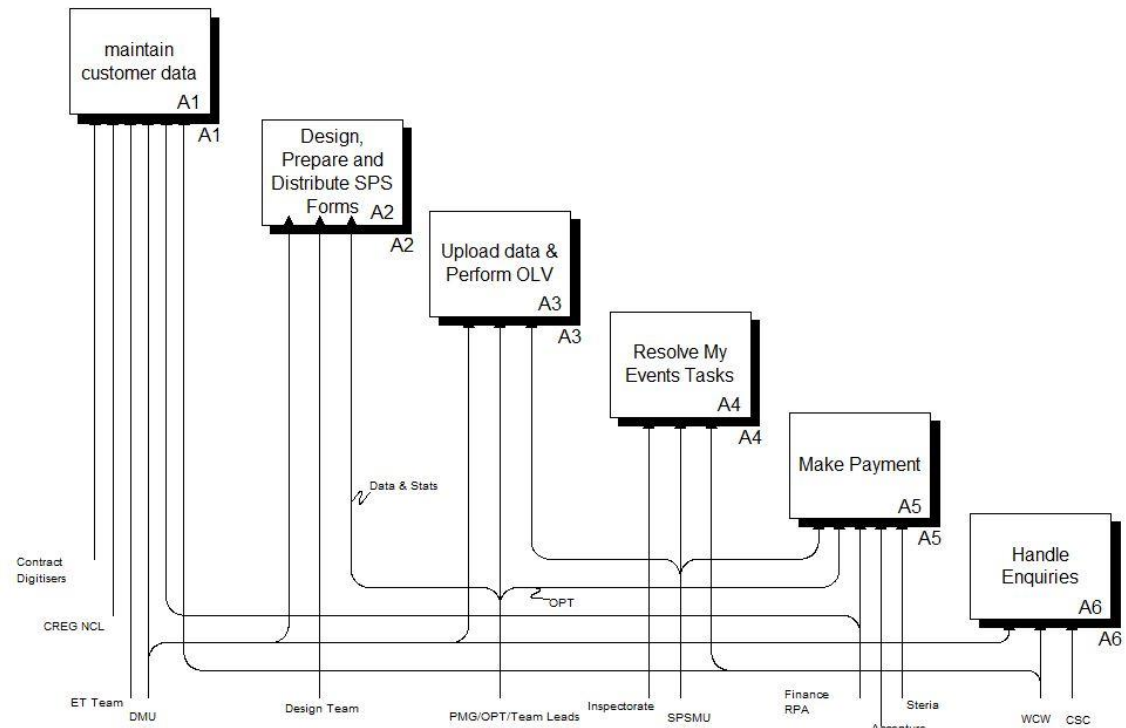 maintain
customer data
A1
A1
Design,
Prepare and
Distribute SPS
Forms
A2
A2
Upload data &
Perform OLV
A3
A3
Resolve My
Events Tasks
A4
A4
Make Payment
A5
A5
Handle
Enquiries
A6
A6
Data & Stats
OPT
Contract
Digitisers
CREG NCL
ET Team
DMU
Design Team
PMG/OPT/Team Leads
Inspectorate
SPSMU
Finance
RPA
Steria
WCW
CSC